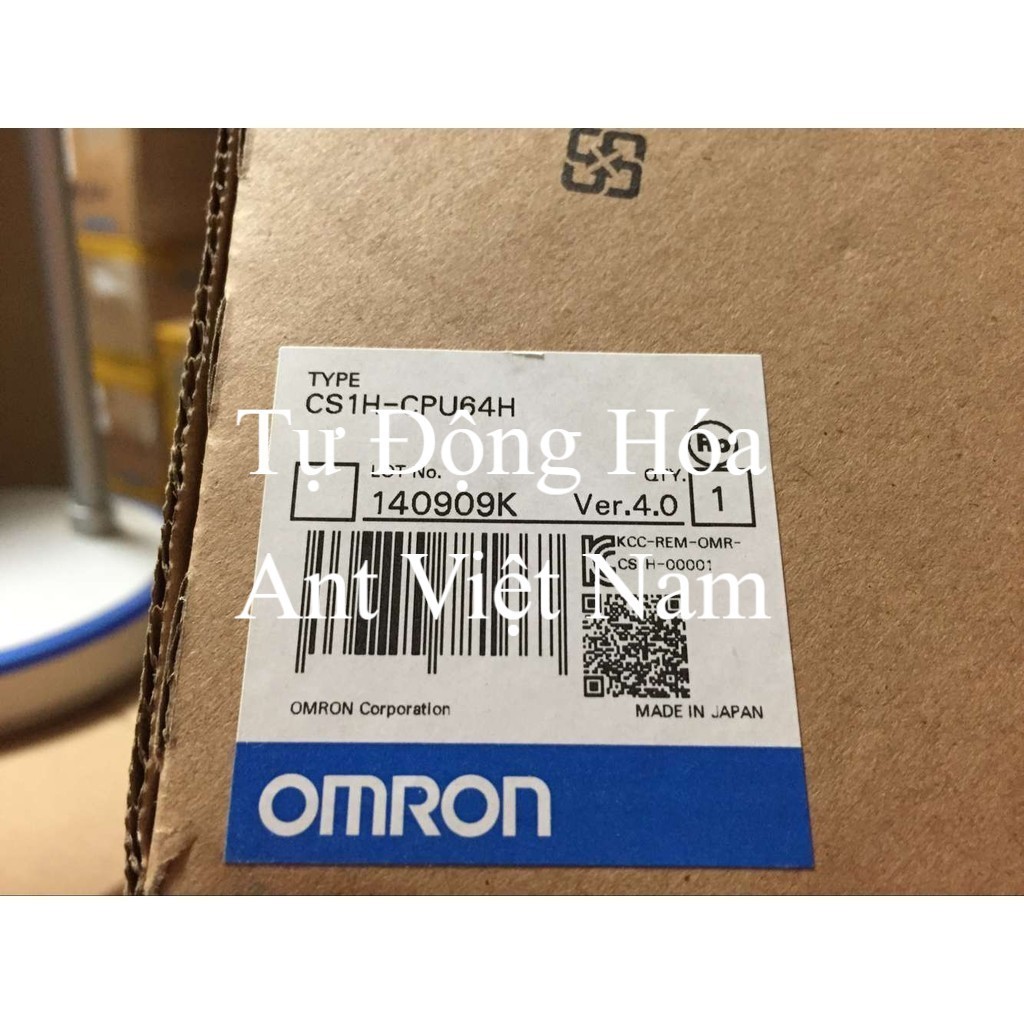 TYPE
CS1H-CPU64H
Tự Động Hóa
LOT No.
QTY.
140909K Ver.4.0 1
KCC-REM-OMR-
CS1H-00001
Ant Việt Nam
OMRON Corporation
MADE IN JAPAN
OMRON